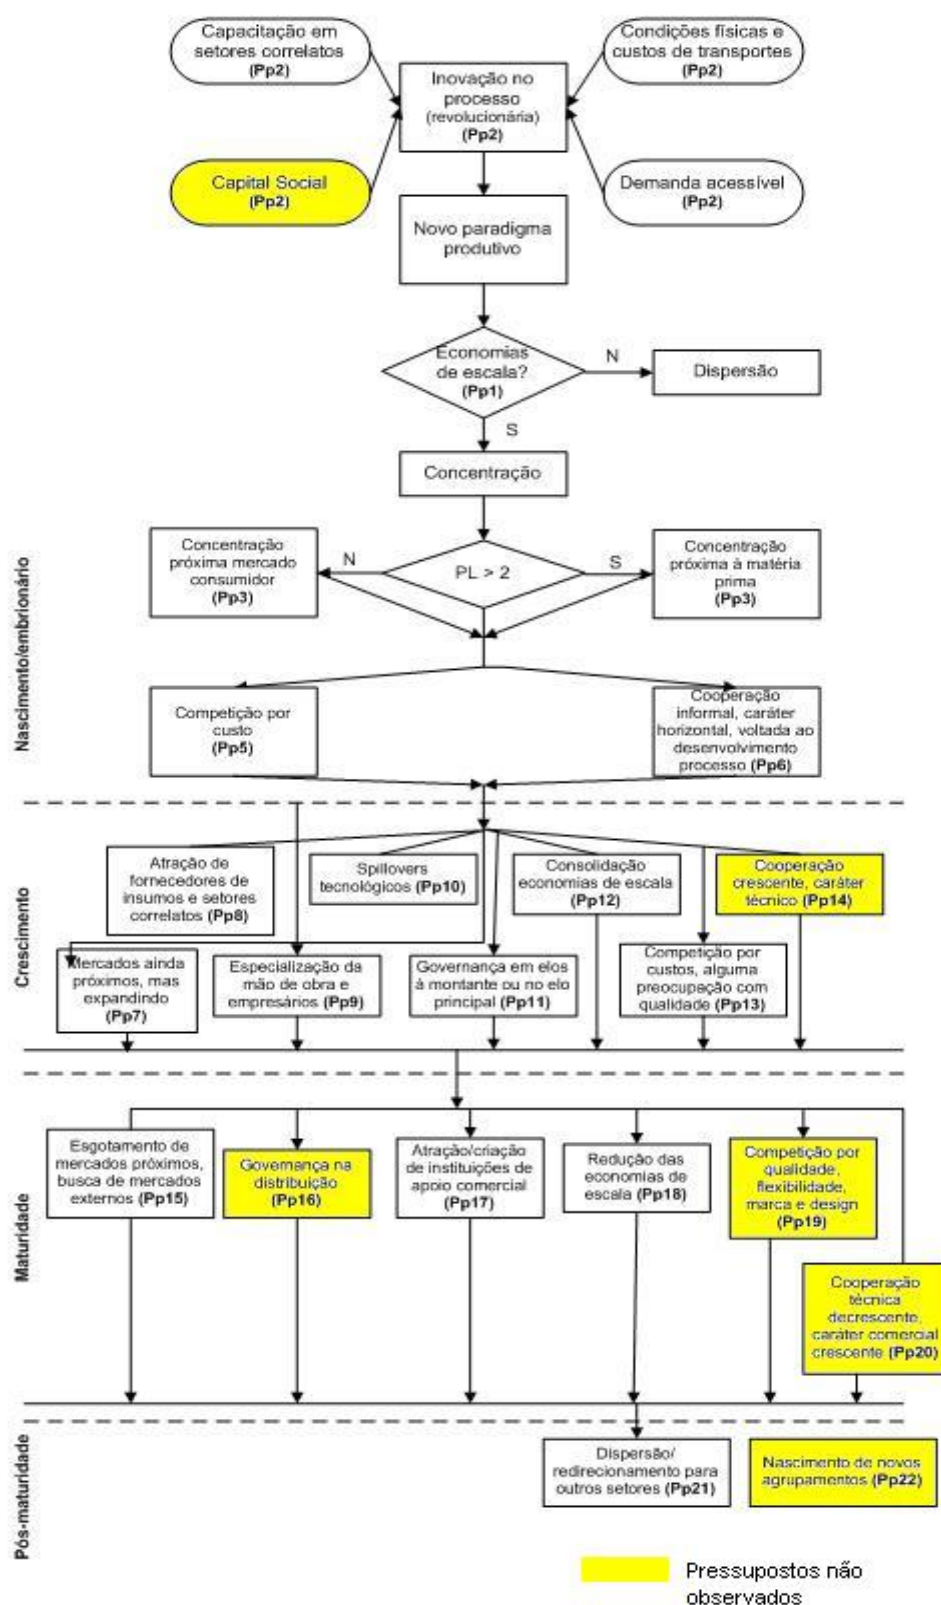 Capacitação em
setores correlatos
(Pp2)
Condições físicas e
custos de transportes
(Pp2)
Inovação no
processo
(revolucionária)
(Pp2)
Capital Social
(Pp2)
Demanda acessível
(Pp2)
Novo paradigma
produtivo
Economias
de escala?
(Pp1)
N
Dispersão
S
Concentração
Nascimento/embrionário
Concentração
próxima mercado
consumidor
(Pp3)
N
PL > 2
S
Concentração
próxima à matéria
prima
(Pp3)
Competição por
custo
(Pp5)
Cooperação
informal, caráter
horizontal, voltada ao
desenvolvimento
processo (Pp6)
Crescimento
Atração de
fornecedores de
insumos e setores
correlatos (Pp8)
Spillovers
tecnológicos (Pp10)
Consolidação
economias de escala
(Pp12)
Cooperação
crescente, caráter
técnico (Pp14)
Mercados ainda
próximos, mas
expandindo
(Pp7)
Especialização da
mão de obra e
empresários (Pp9)
Governança em elos
à montante ou no elo
principal (Pp11)
Competição por
custos, alguma
preocupação com
qualidade (Pp13)
Maturidade
Esgotamento de
mercados próximos,
busca de mercados
externos (Pp15)
Governança na
distribuição
(Pp16)
Atração/criação
de instituições de
apoio comercial
(Pp17)
Redução das
economias de
escala (Pp18)
Competição por
qualidade,
flexibilidade,
marca e design
(Pp19)
Cooperação
técnica
decrescente,
caráter comercial
crescente (Pp20)
Pós-maturidade
Dispersão/
redirecionamento para
outros setores (Pp21)
Nascimento de novos
agrupamentos (Pp22)
Pressupostos não
observados